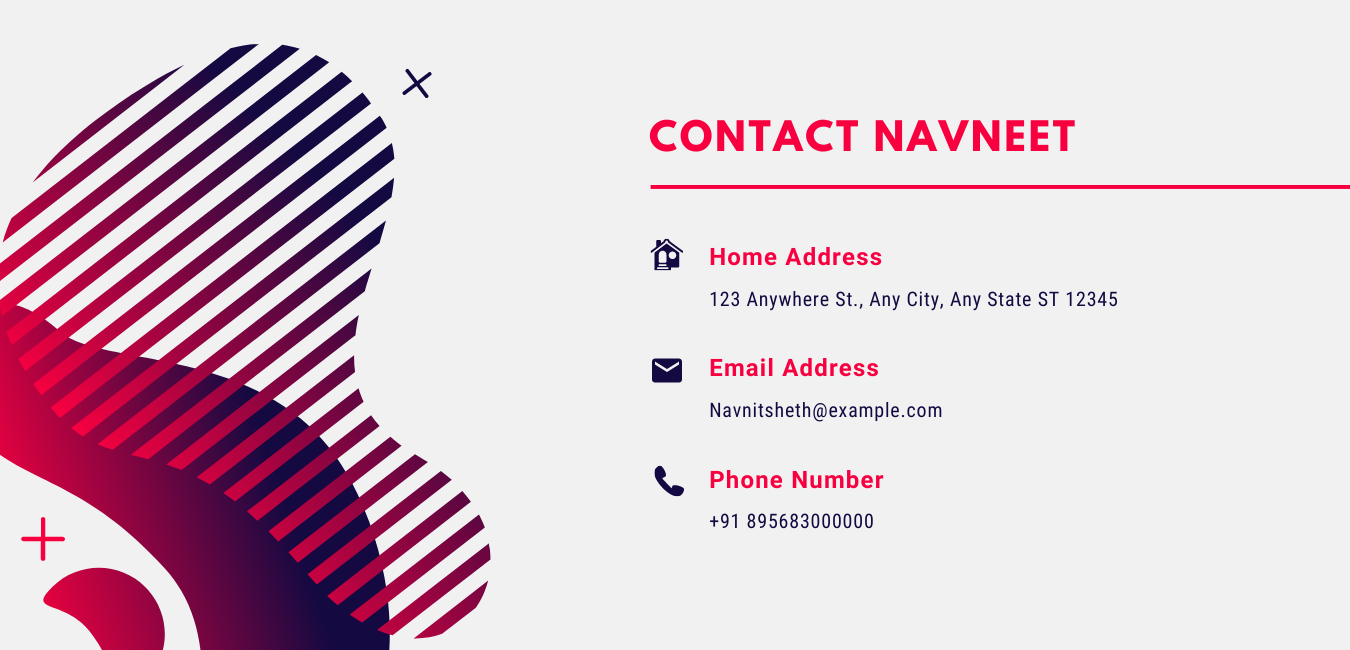 CONTACT NAVNEET
Home Address
123 Anywhere St., Any City, Any State ST 12345
Email Address
Navnitsheth@example.com
Phone Number
+91 895683000000